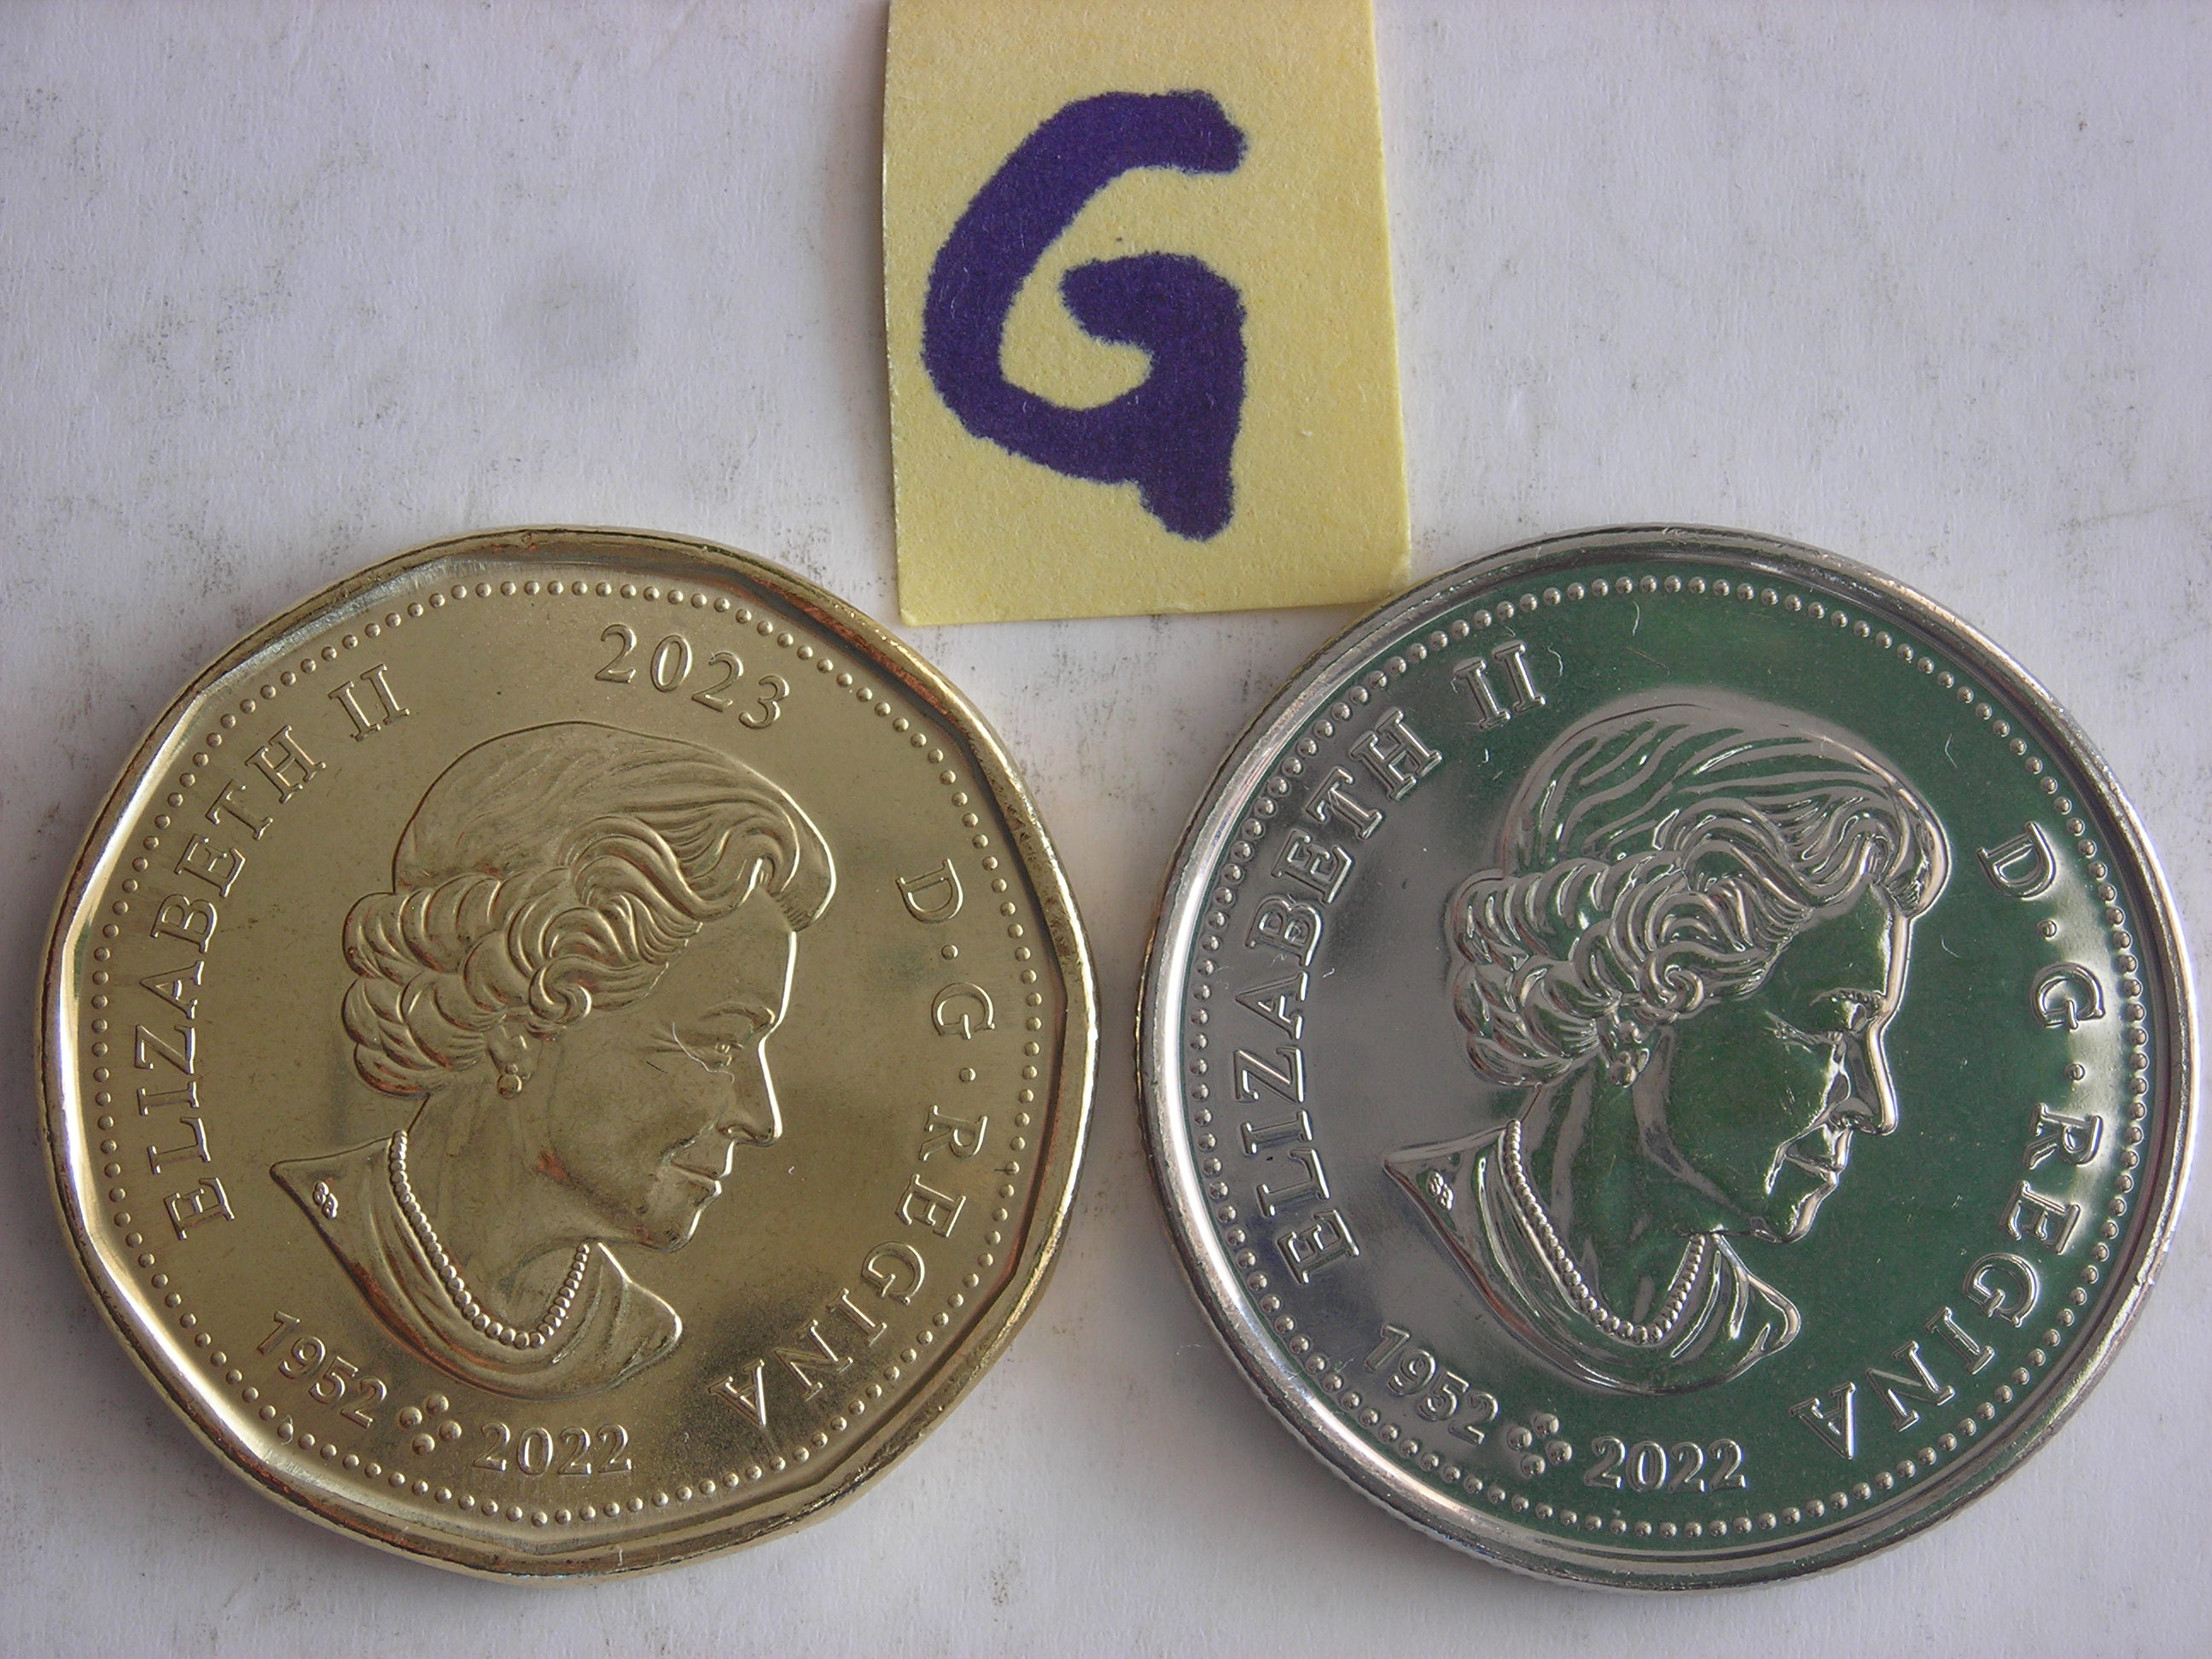 G
ELIZABETH II
2023
D·G·REGINA
1952
2022
ELIZABETH II
D·G·REGINA
1952
2022